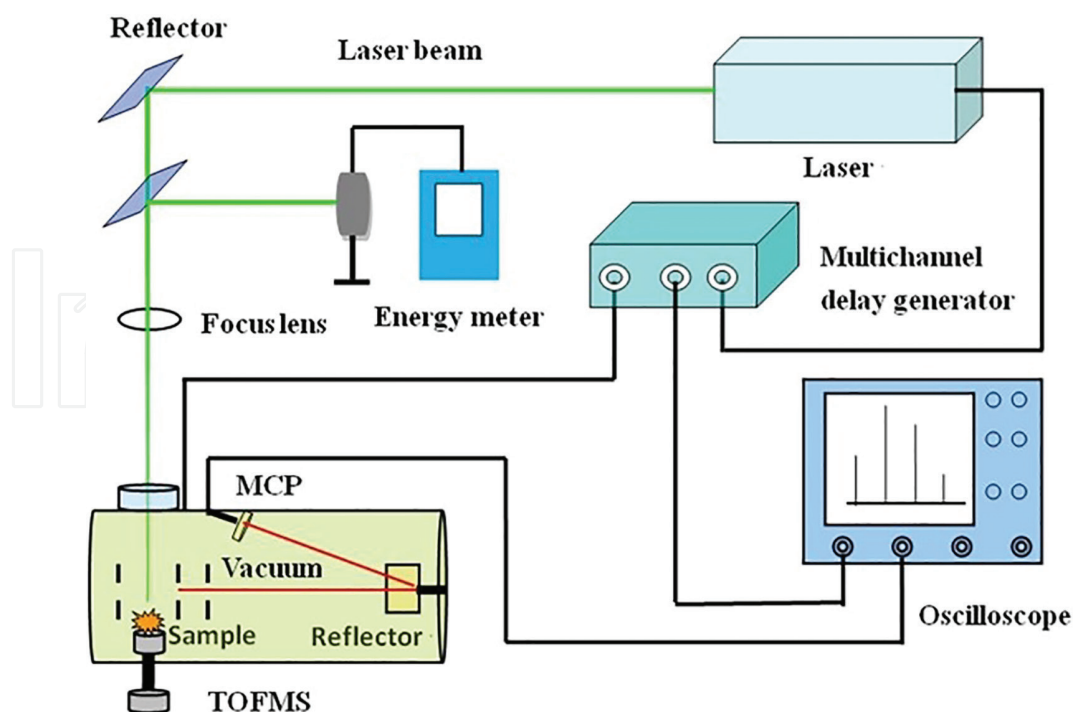 Reflector
Laser beam
Laser
Multichannel
delay generator
Focus lens
Energy meter
MCP
Vacuum
Sample
Reflector
Oscilloscope
TOFMS